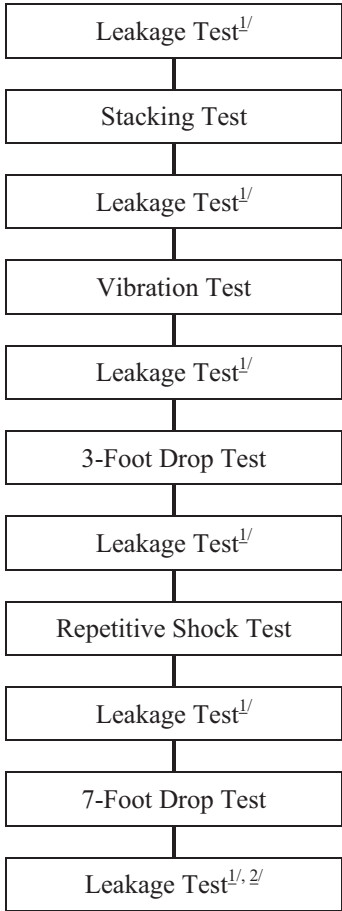 Leakage Test1/
Stacking Test
Leakage Test1/
Vibration Test
Leakage Test1/
3-Foot Drop Test
Leakage Test1/
Repetitive Shock Test
Leakage Test1/
7-Foot Drop Test
Leakage Test1/, 2/